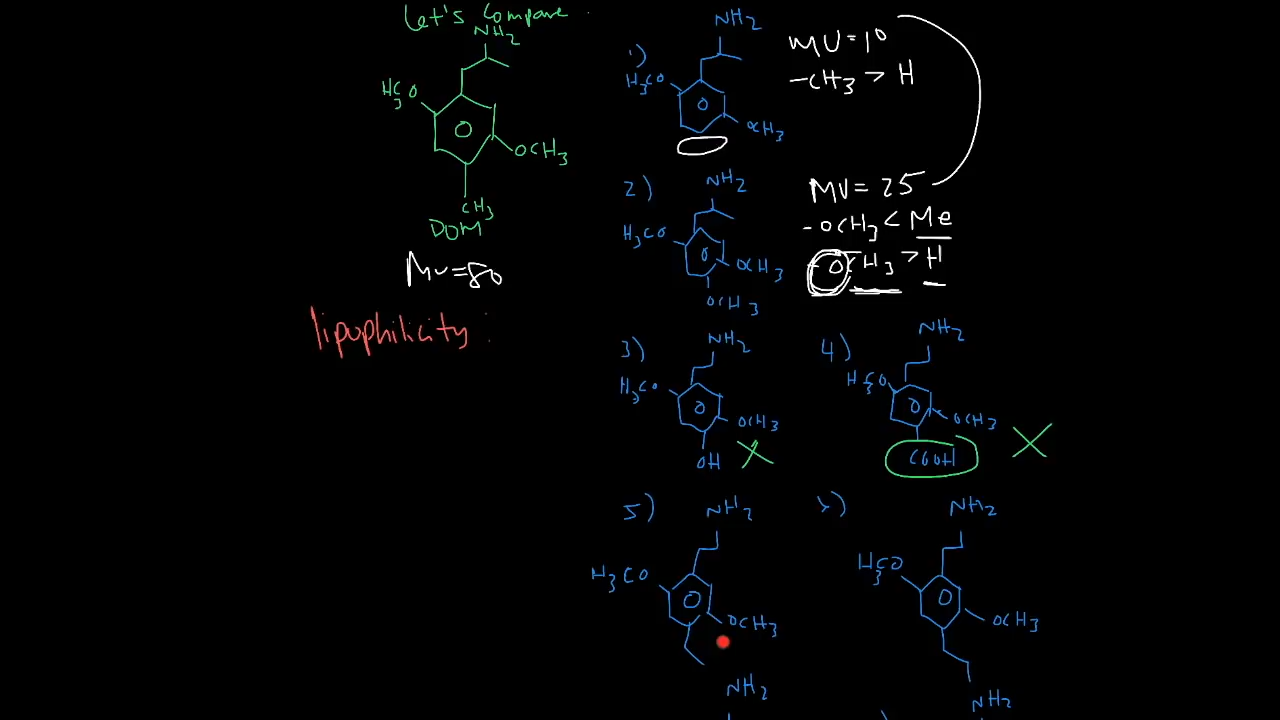 Let's Compare
NH2
H3CO
OCH3
CH3
DOM
MU=80
lipophilicity:
1)
NH2
H3CO
OCH3
MU=10
-CH3 > H
2)
NH2
H3CO
OCH3
OCH3
MU=25
-OCH3 < Me
-OCH3 > H
3)
NH2
H3CO
OCH3
OH
X
4)
NH2
H3CO
OCH3
COOH
X
5)
NH2
H3CO
OCH3
NH2
NH2
H3CO
OCH3
NH2